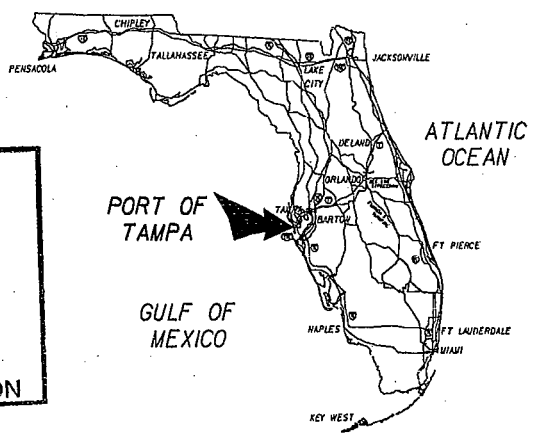 CHIPLEY
PENSACOLA
TALLAHASSEE
LAKE
CITY
JACKSONVILLE
DELAND
ATLANTIC
OCEAN
ORLANDO
PORT OF
TAMPA
BARTOW
FT PIERCE
GULF OF
MEXICO
NAPLES
FT LAUDERDALE
MIAMI
KEY WEST
ON